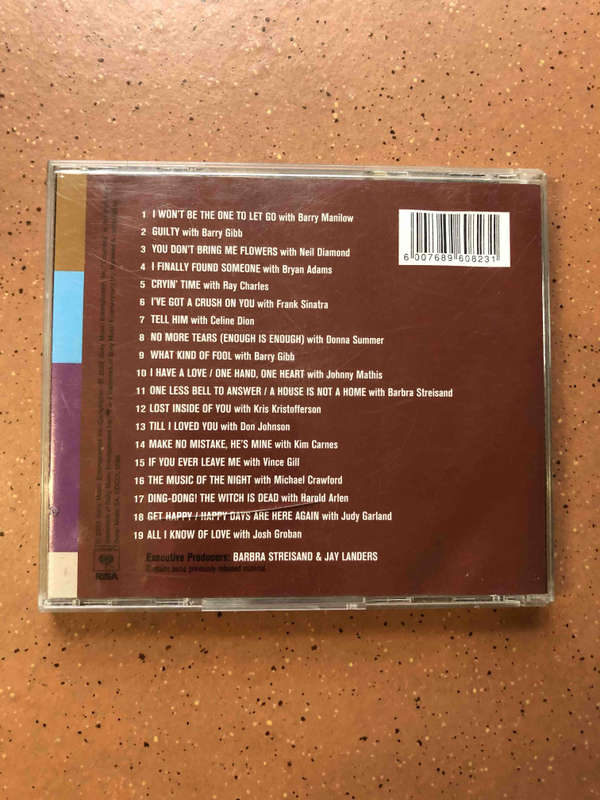 1 I WON'T BE THE ONE TO LET GO with Barry Manilow
2 GUILTY with Barry Gibb
3 YOU DON'T BRING ME FLOWERS with Neil Diamond
4 I FINALLY FOUND SOMEONE with Bryan Adams
5 CRYIN' TIME with Ray Charles
6 I'VE GOT A CRUSH ON YOU with Frank Sinatra
7 TELL HIM with Celine Dion
8 NO MORE TEARS (ENOUGH IS ENOUGH) with Donna Summer
9 WHAT KIND OF FOOL with Barry Gibb
10 I HAVE A LOVE / ONE HAND, ONE HEART with Johnny Mathis
11 ONE LESS BELL TO ANSWER / A HOUSE IS NOT A HOME with Barbra Streisand
12 LOST INSIDE OF YOU with Kris Kristofferson
13 TILL I LOVED YOU with Don Johnson
14 MAKE NO MISTAKE, HE'S MINE with Kim Carnes
15 IF YOU EVER LEAVE ME with Vince Gill
16 THE MUSIC OF THE NIGHT with Michael Crawford
17 DING-DONG! THE WITCH IS DEAD with Harold Arlen
18 GET HAPPY / HAPPY DAYS ARE HERE AGAIN with Judy Garland
19 ALL I KNOW OF LOVE with Josh Groban
Executive Producers: BARBRA STREISAND & JAY LANDERS
Contains some previously released material.
6 007689 608231
RiSA